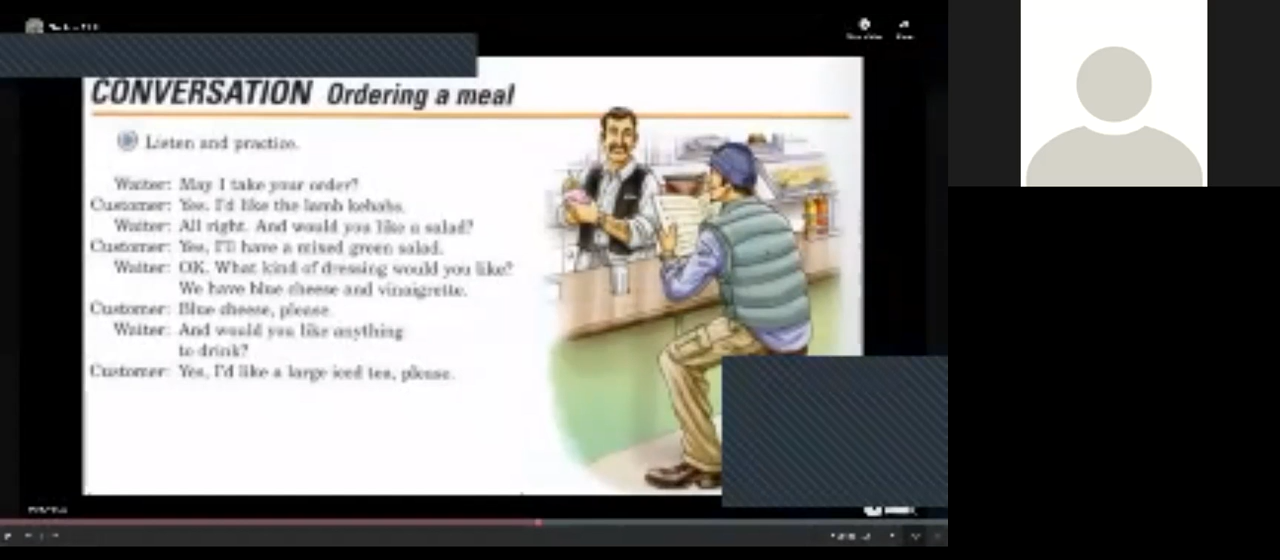 CONVERSATION Ordering a meal
Listen and practice.
Waiter: May I take your order?
Customer: Yes. I'd like the lamb kebabs.
Waiter: All right. And would you like a salad?
Customer: Yes, I'll have a mixed green salad.
Waiter: OK. What kind of dressing would you like?
We have blue cheese and vinaigrette.
Customer: Blue cheese, please.
Waiter: And would you like anything
to drink?
Customer: Yes, I'd like a large iced tea, please.